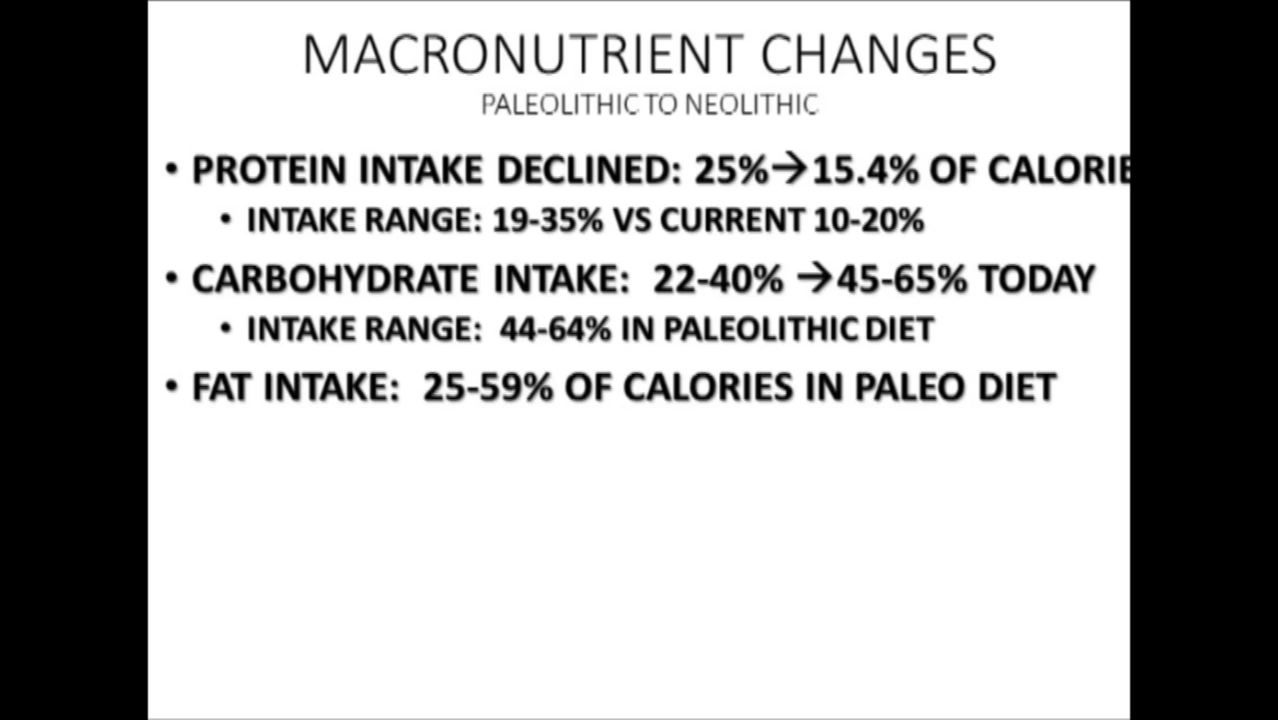 MACRONUTRIENT CHANGES
PALEOLITHIC TO NEOLITHIC
• PROTEIN INTAKE DECLINED: 25%→15.4% OF CALORIE
• INTAKE RANGE: 19-35% VS CURRENT 10-20%
• CARBOHYDRATE INTAKE: 22-40% →45-65% TODAY
• INTAKE RANGE: 44-64% IN PALEOLITHIC DIET
• FAT INTAKE: 25-59% OF CALORIES IN PALEO DIET